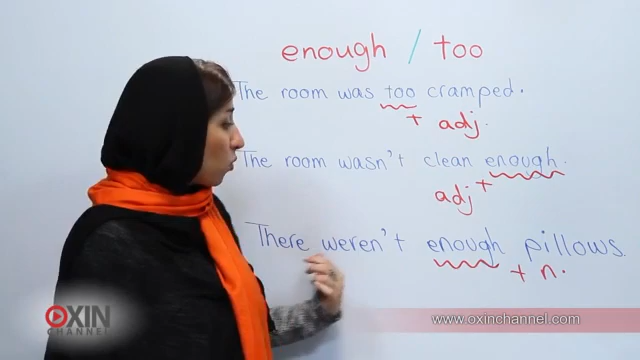 enough / too
The room was too cramped.
+ adj.
The room wasn't clean enough.
adj +
There weren't enough pillows.
+ n.
OXIN
CHANNEL
www.oxinchannel.com